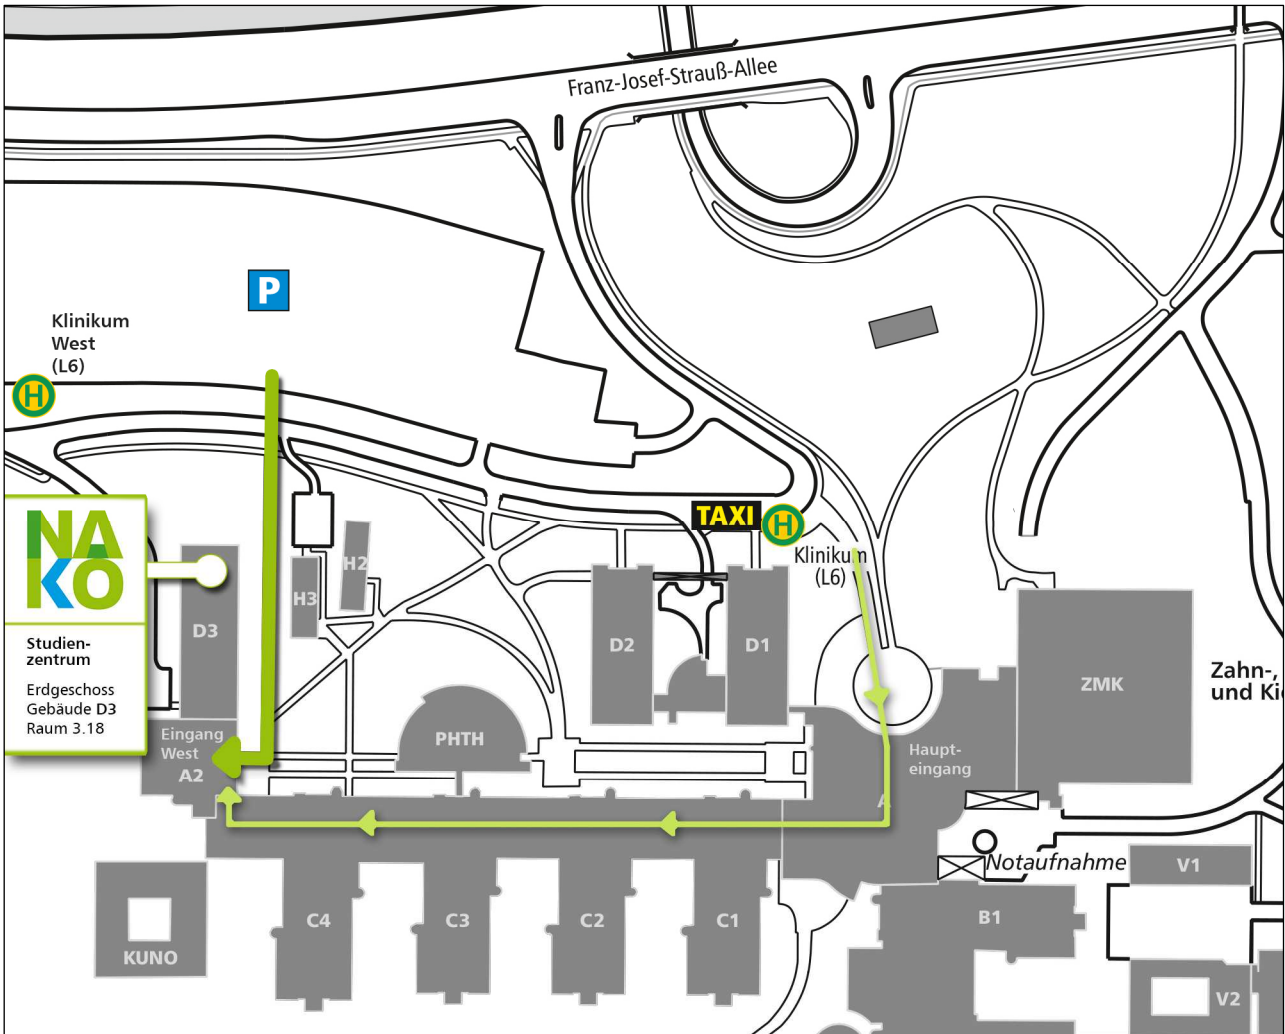 Franz-Josef-Strauß-Allee
P
Klinikum
West
(L6)
H
TAXI
H
Klinikum
(L6)
NA
KO
Studien-
zentrum
Erdgeschoss
Gebäude D3
Raum 3.18
H2
H3
D3
D2
D1
ZMK
Zahn-,
und Ki
Eingang
West
A2
PHTH
Haupt-
eingang
A
Notaufnahme
V1
C4
C3
C2
C1
B1
KUNO
V2